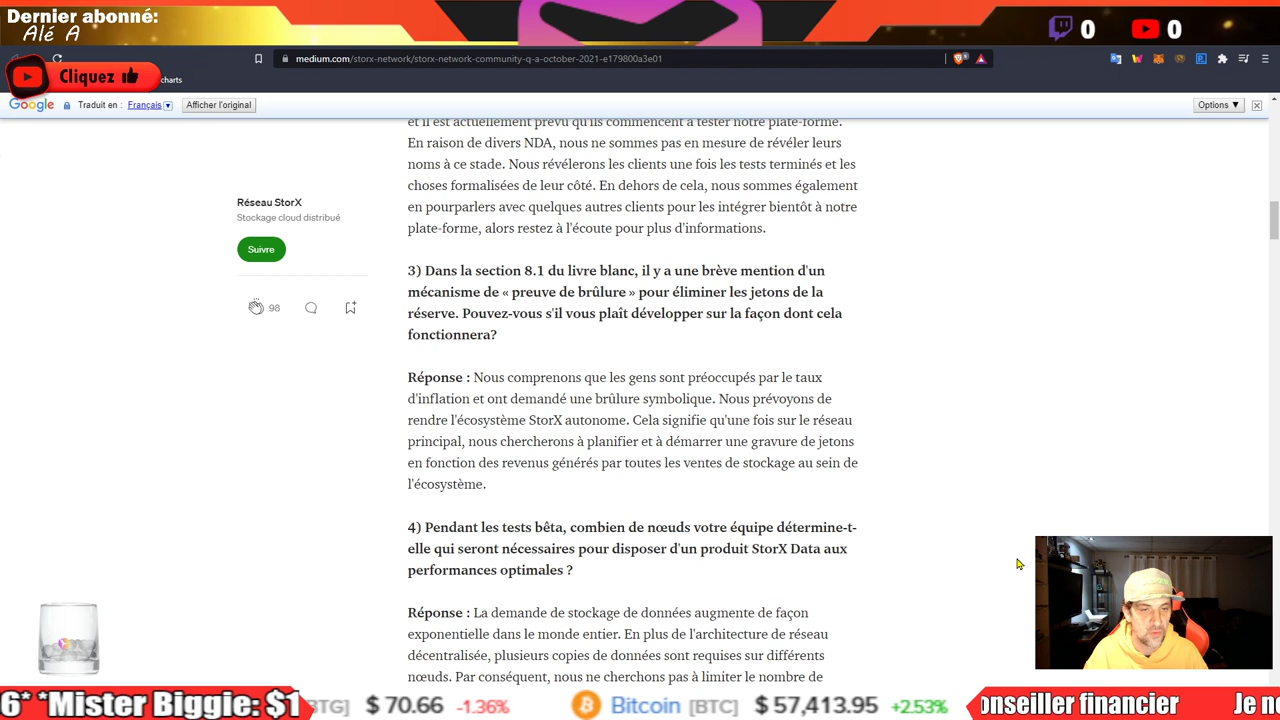 Dernier abonné:
Alé A
0
0
medium.com/storx-network/storx-network-community-q-a-october-2021-e179800a3e01
Cliquez
charts
Google
Traduit en :
Français
Afficher l'original
Options ▼
et il est actuellement prévu qu'ils commencent à tester notre plate-forme.
En raison de divers NDA, nous ne sommes pas en mesure de révéler leurs
noms à ce stade. Nous révélerons les clients une fois les tests terminés et les
choses formalisées de leur côté. En dehors de cela, nous sommes également
en pourparlers avec quelques autres clients pour les intégrer bientôt à notre
plate-forme, alors restez à l'écoute pour plus d'informations.
Réseau StorX
Stockage cloud distribué
Suivre
98
3) Dans la section 8.1 du livre blanc, il y a une brève mention d'un
mécanisme de « preuve de brûlure » pour éliminer les jetons de la
réserve. Pouvez-vous s'il vous plaît développer sur la façon dont cela
fonctionnera?
Réponse : Nous comprenons que les gens sont préoccupés par le taux
d'inflation et ont demandé une brûlure symbolique. Nous prévoyons de
rendre l'écosystème StorX autonome. Cela signifie qu'une fois sur le réseau
principal, nous chercherons à planifier et à démarrer une gravure de jetons
en fonction des revenus générés par toutes les ventes de stockage au sein de
l'écosystème.
4) Pendant les tests bêta, combien de nœuds votre équipe détermine-t-
elle qui seront nécessaires pour disposer d'un produit StorX Data aux
performances optimales ?
Réponse : La demande de stockage de données augmente de façon
exponentielle dans le monde entier. En plus de l'architecture de réseau
décentralisée, plusieurs copies de données sont requises sur différents
nœuds. Par conséquent, nous ne cherchons pas à limiter le nombre de
6* *Mister Biggie: $1
BTG] $ 70.66 -1.36%
Bitcoin [BTC] $ 57,413.95 +2.53%
onseiller financier
Je n